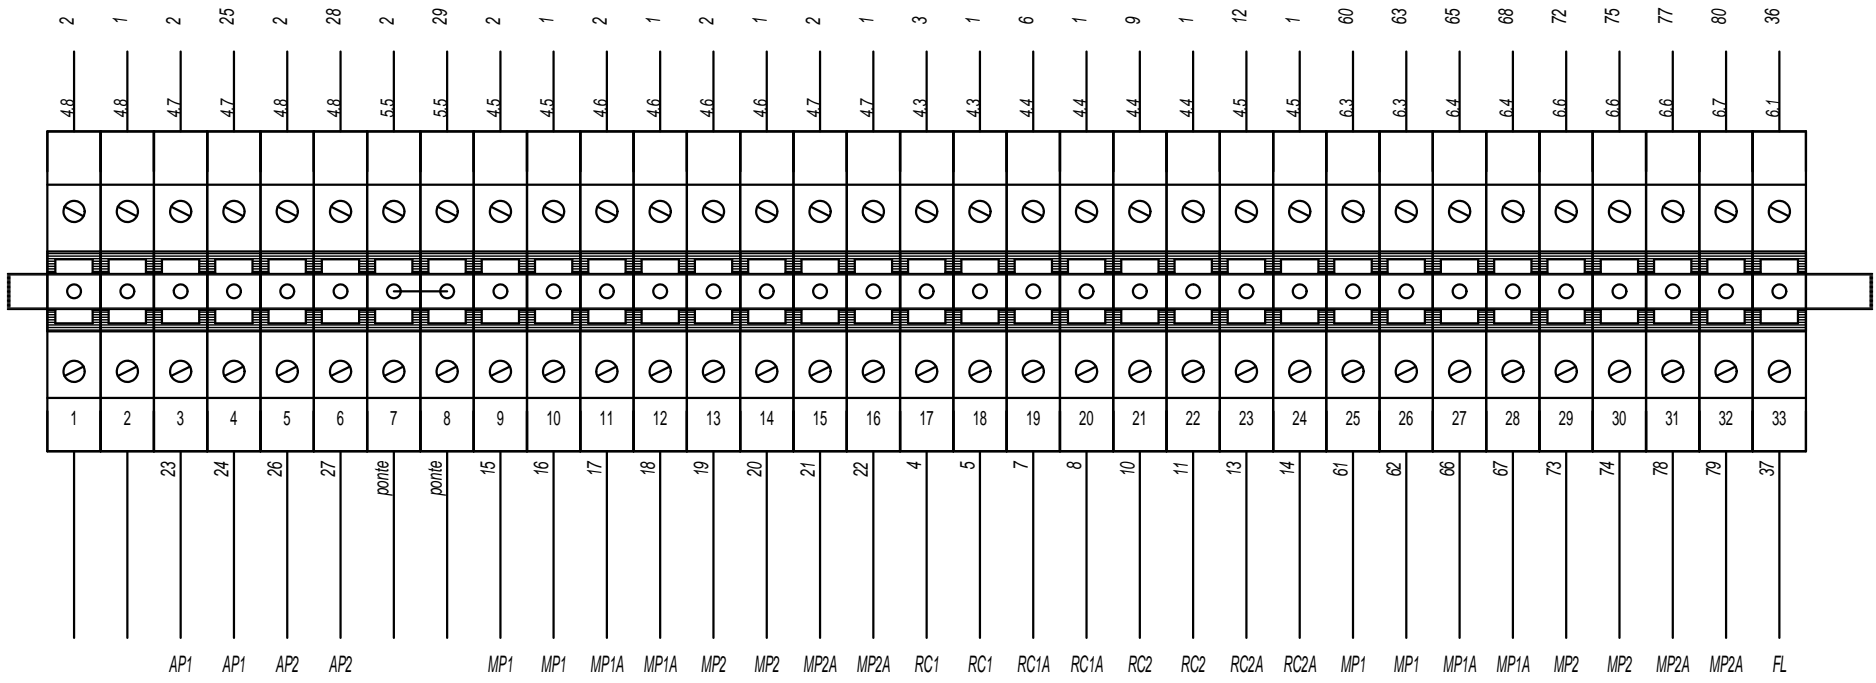 2 1 2 25 2 28 2 29 2 1 2 1 2 1 2 1 3 1 6 1 9 1 12 1 60 63 65 68 72 75 77 80 36
4.8 4.8 4.7 4.7 4.8 4.8 5.5 5.5 4.5 4.5 4.6 4.6 4.6 4.6 4.7 4.7 4.3 4.3 4.4 4.4 4.4 4.4 4.5 4.5 6.3 6.3 6.4 6.4 6.6 6.6 6.6 6.7 6.1
1 2 3 4 5 6 7 8 9 10 11 12 13 14 15 16 17 18 19 20 21 22 23 24 25 26 27 28 29 30 31 32 33
23 24 26 27 ponte ponte 15 16 17 18 19 20 21 22 4 5 7 8 10 11 13 14 61 62 66 67 73 74 78 79 37
AP1 AP1 AP2 AP2 MP1 MP1 MP1A MP1A MP2 MP2 MP2A MP2A RC1 RC1 RC1A RC1A RC2 RC2 RC2A RC2A MP1 MP1 MP1A MP1A MP2 MP2 MP2A MP2A FL